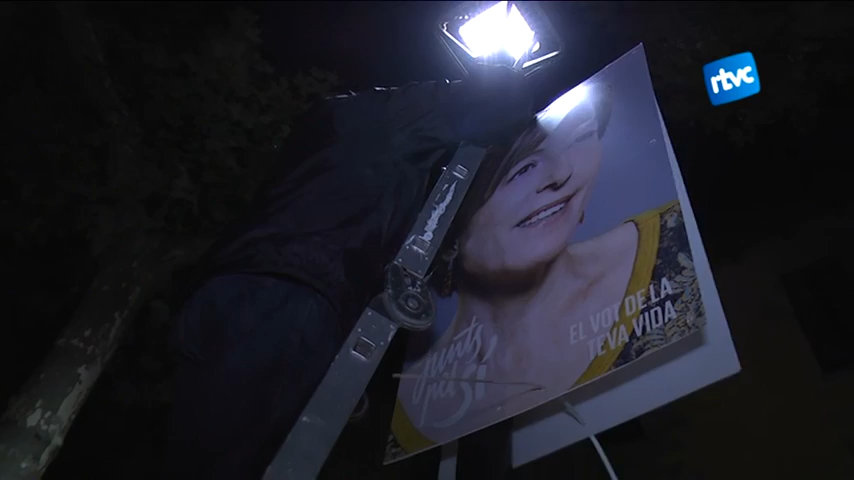 rtvc
EL VOT DE LA
TEVA VIDA
junts
pel
Sí